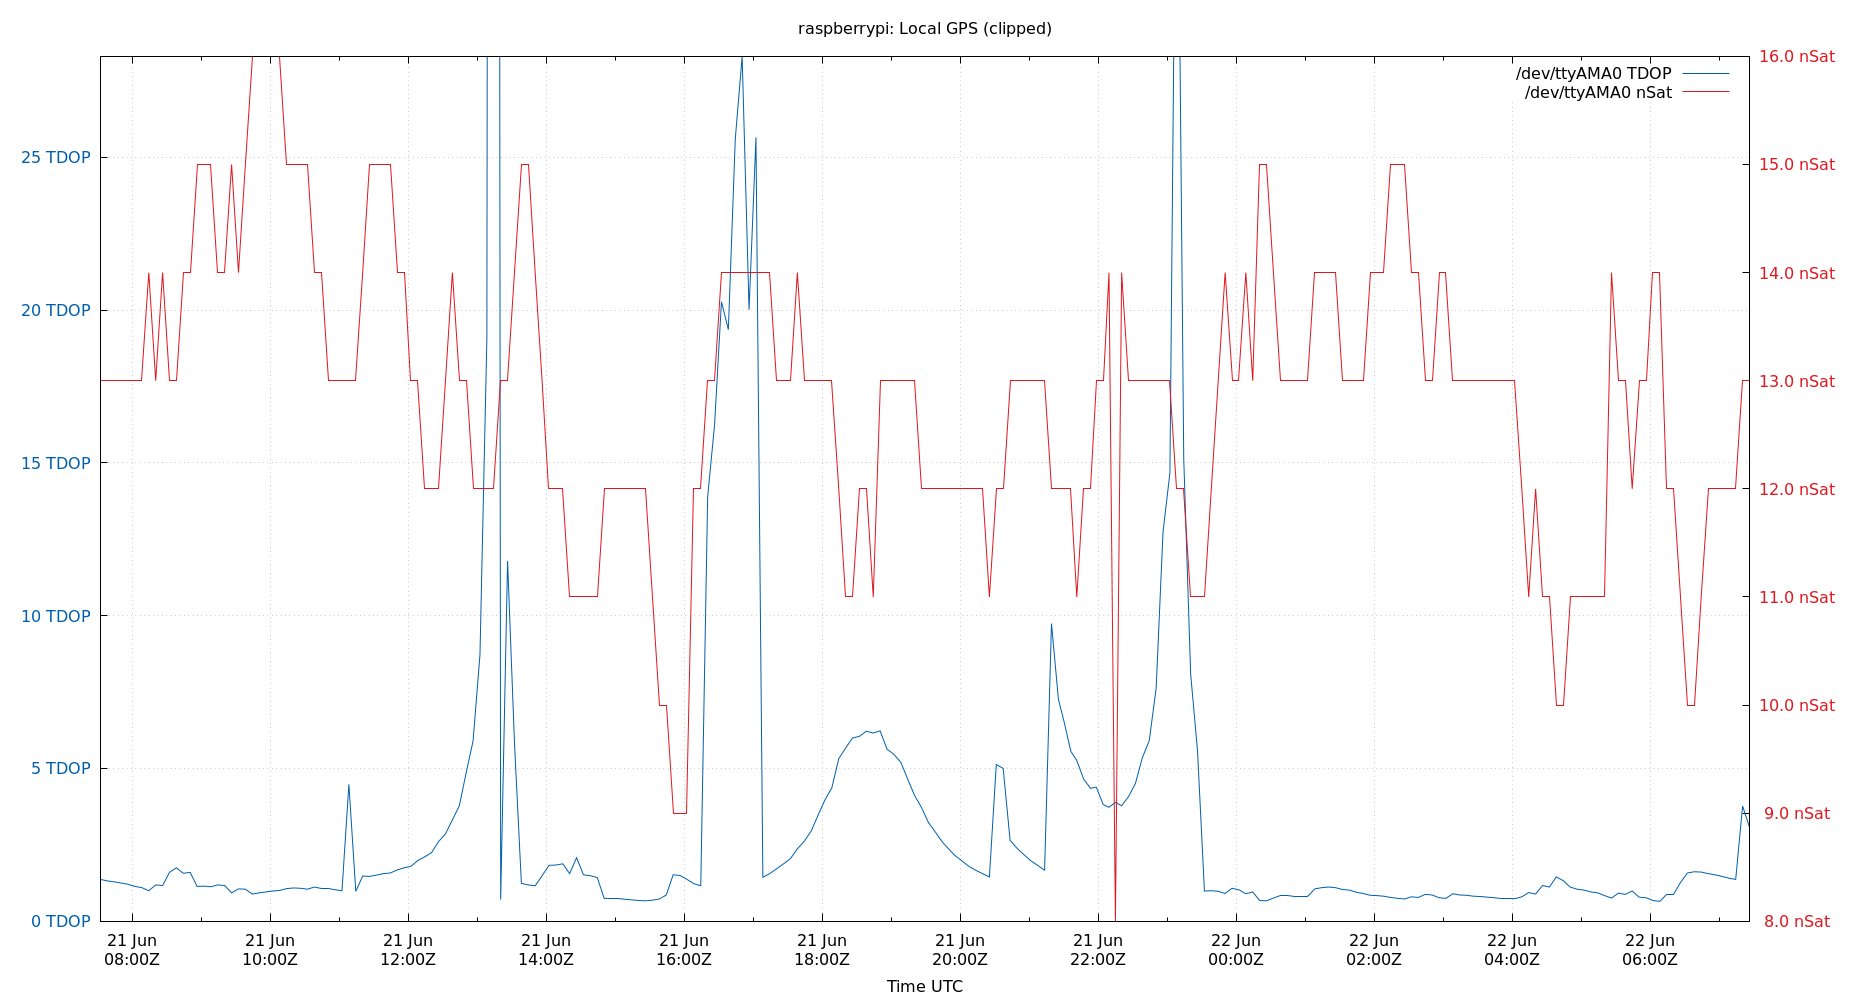 raspberrypi: Local GPS (clipped)
/dev/ttyAMA0 TDOP
/dev/ttyAMA0 nSat
25 TDOP
20 TDOP
15 TDOP
10 TDOP
5 TDOP
0 TDOP
16.0 nSat
15.0 nSat
14.0 nSat
13.0 nSat
12.0 nSat
11.0 nSat
10.0 nSat
9.0 nSat
8.0 nSat
21 Jun 21 Jun 21 Jun 21 Jun 21 Jun 21 Jun 21 Jun 21 Jun 22 Jun 22 Jun 22 Jun 22 Jun
08:00Z 10:00Z 12:00Z 14:00Z 16:00Z 18:00Z 20:00Z 22:00Z 00:00Z 02:00Z 04:00Z 06:00Z
Time UTC